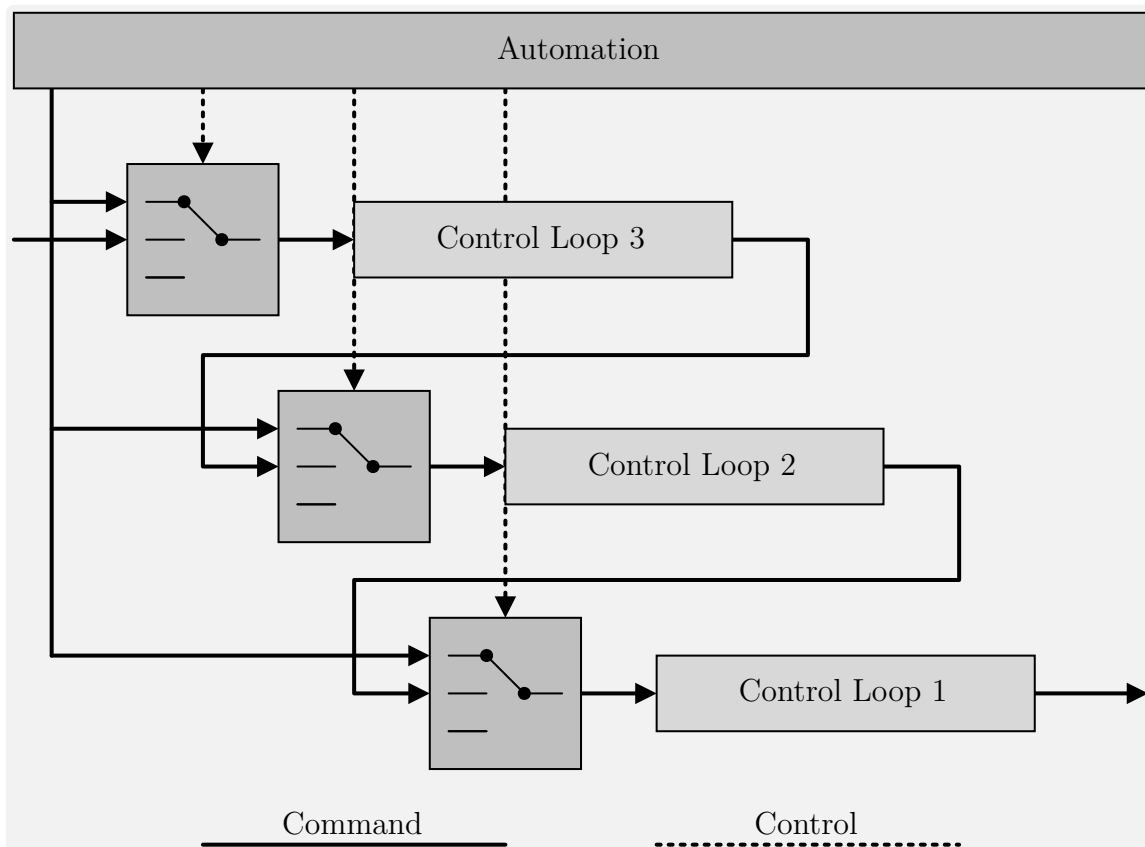 Automation
Control Loop 3
Control Loop 2
Control Loop 1
Command
Control